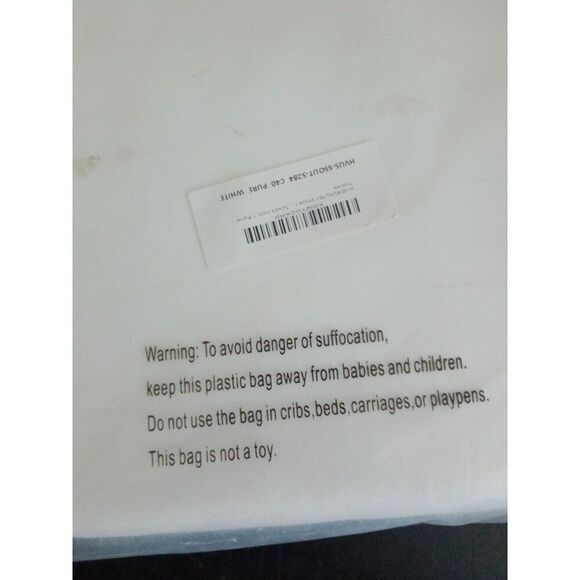 HVUS-SSOUT-S284 C40 PURE WHITE
Warning: To avoid danger of suffocation,
keep this plastic bag away from babies and children.
Do not use the bag in cribs,beds,carriages,or playpens.
This bag is not a toy.